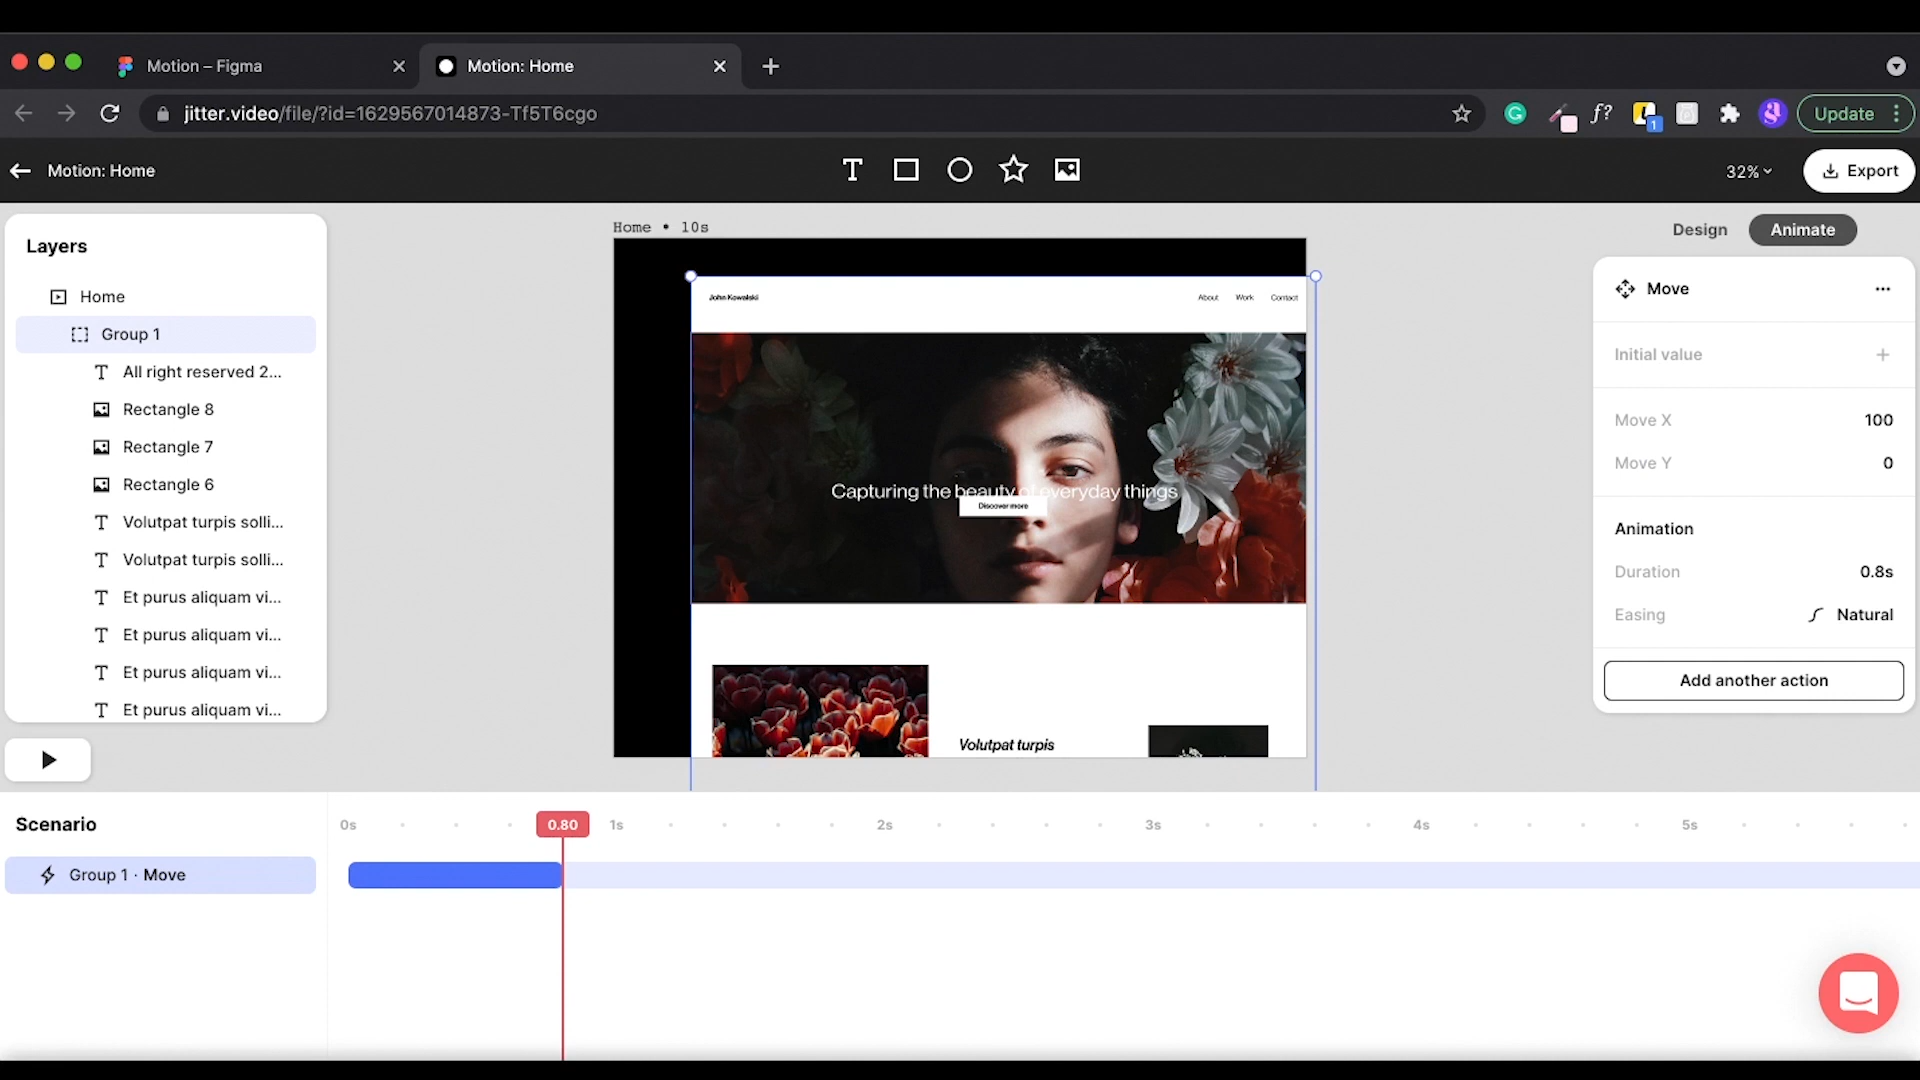 Motion – Figma
Motion: Home
jitter.video/file/?id=1629567014873-Tf5T6cgo
f?
1
Update
Motion: Home
T
32%
Export
Layers
Home • 10s
Design
Animate
Home
Group 1
All right reserved 2...
Rectangle 8
Rectangle 7
Rectangle 6
Volutpat turpis solli...
Volutpat turpis solli...
Et purus aliquam vi...
Et purus aliquam vi...
Et purus aliquam vi...
Et purus aliquam vi...
John Kowalski
About
Work
Contact
Capturing the beauty of everyday things
Discover more
Volutpat turpis
Move
Initial value
Move X
100
Move Y
0
Animation
Duration
0.8s
Easing
Natural
Add another action
Scenario
0s
0.80
1s
2s
3s
4s
5s
Group 1 · Move